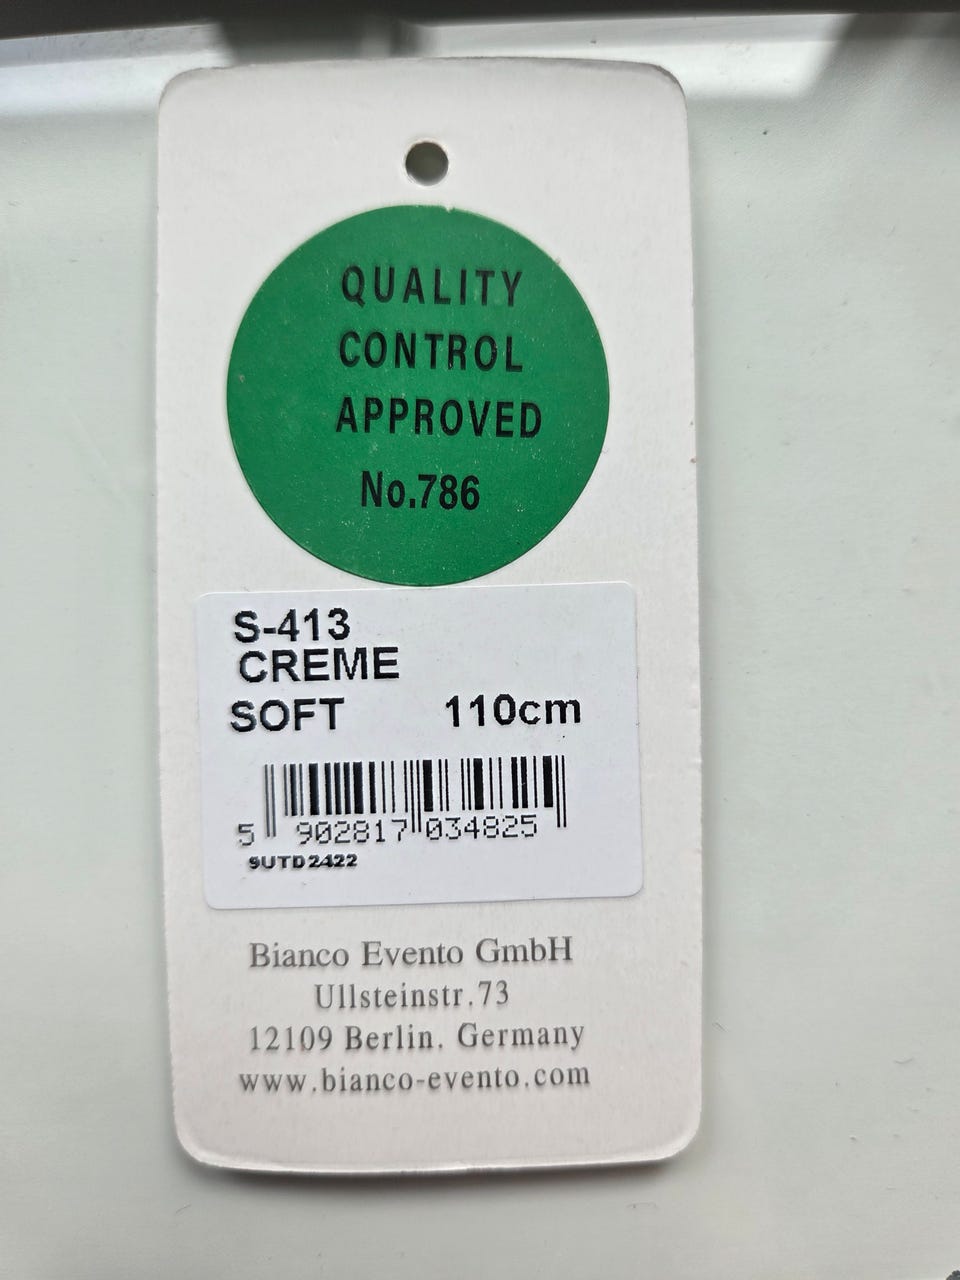 QUALITY
CONTROL
APPROVED
No.786
S-413
CREME
SOFT 110cm
5 902817 034825
9UTD2422
Bianco Evento GmbH
Ullsteinstr.73
12109 Berlin. Germany
www.bianco-evento.com